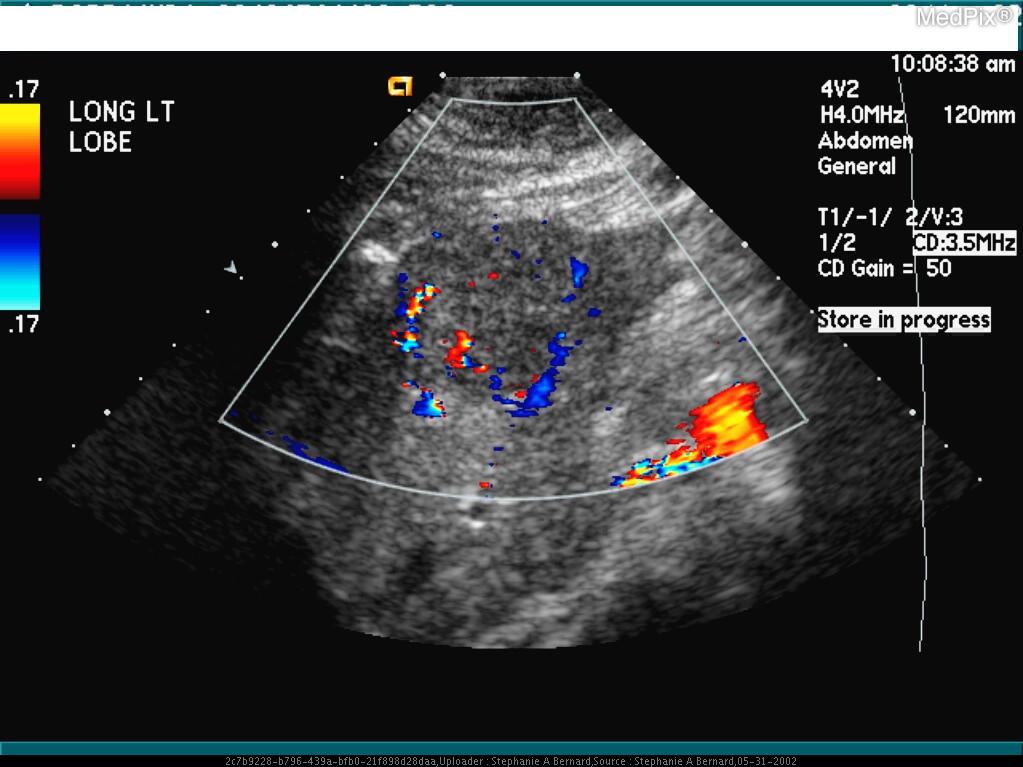 MedPix®
10:08:38 am
.17
LONG LT
LOBE
.17
4V2
H4.0MHz 120mm
Abdomen
General
T1/-1/ 2/V:3
1/2 CD:3.5MHz
CD Gain = 50
Store in progress
2c7b9228-b796-439a-bfb0-21f898d28daa,Uploader : Stephanie A Bernard,Source : Stephanie A Bernard,05-31-2002